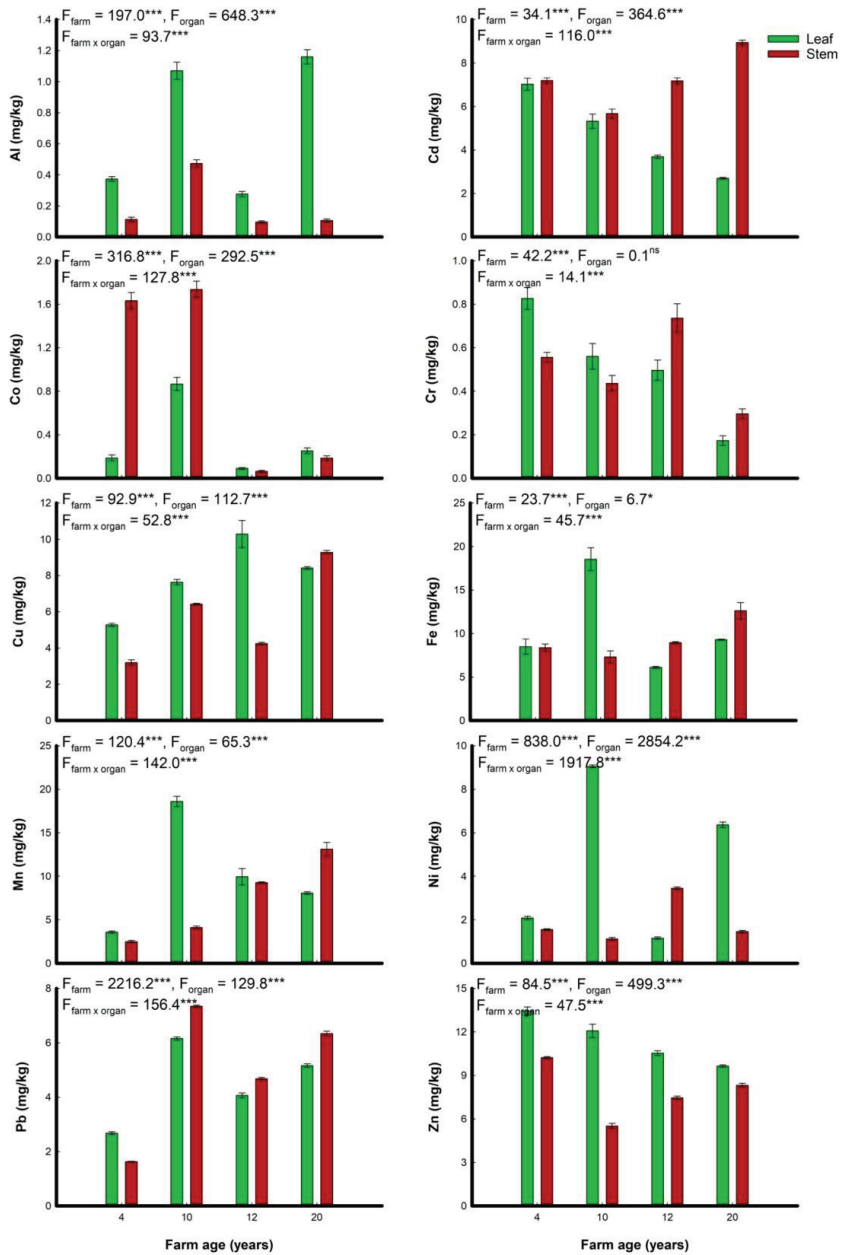 F_farm = 197.0***, F_organ = 648.3***
F_farm x organ = 93.7***
1.4
1.2
1.0
0.8
0.6
0.4
0.2
0.0
Al (mg/kg)
F_farm = 34.1***, F_organ = 364.6***
F_farm x organ = 116.0***
10
8
6
4
2
0
Cd (mg/kg)
Leaf
Stem
F_farm = 316.8***, F_organ = 292.5***
F_farm x organ = 127.8***
2.0
1.6
1.2
0.8
0.4
0.0
Co (mg/kg)
F_farm = 42.2***, F_organ = 0.1ns
F_farm x organ = 14.1***
1.0
0.8
0.6
0.4
0.2
0.0
Cr (mg/kg)
F_farm = 92.9***, F_organ = 112.7***
F_farm x organ = 52.8***
12
10
8
6
4
2
0
Cu (mg/kg)
F_farm = 23.7***, F_organ = 6.7*
F_farm x organ = 45.7***
25
20
15
10
5
0
Fe (mg/kg)
F_farm = 120.4***, F_organ = 65.3***
F_farm x organ = 142.0***
25
20
15
10
5
0
Mn (mg/kg)
F_farm = 838.0***, F_organ = 2854.2***
F_farm x organ = 1917.8***
10
8
6
4
2
0
Ni (mg/kg)
F_farm = 2216.2***, F_organ = 129.8***
F_farm x organ = 156.4***
8
6
4
2
0
Pb (mg/kg)
4 10 12 20
Farm age (years)
F_farm = 84.5***, F_organ = 499.3***
F_farm x organ = 47.5***
15
12
9
6
3
0
Zn (mg/kg)
4 10 12 20
Farm age (years)